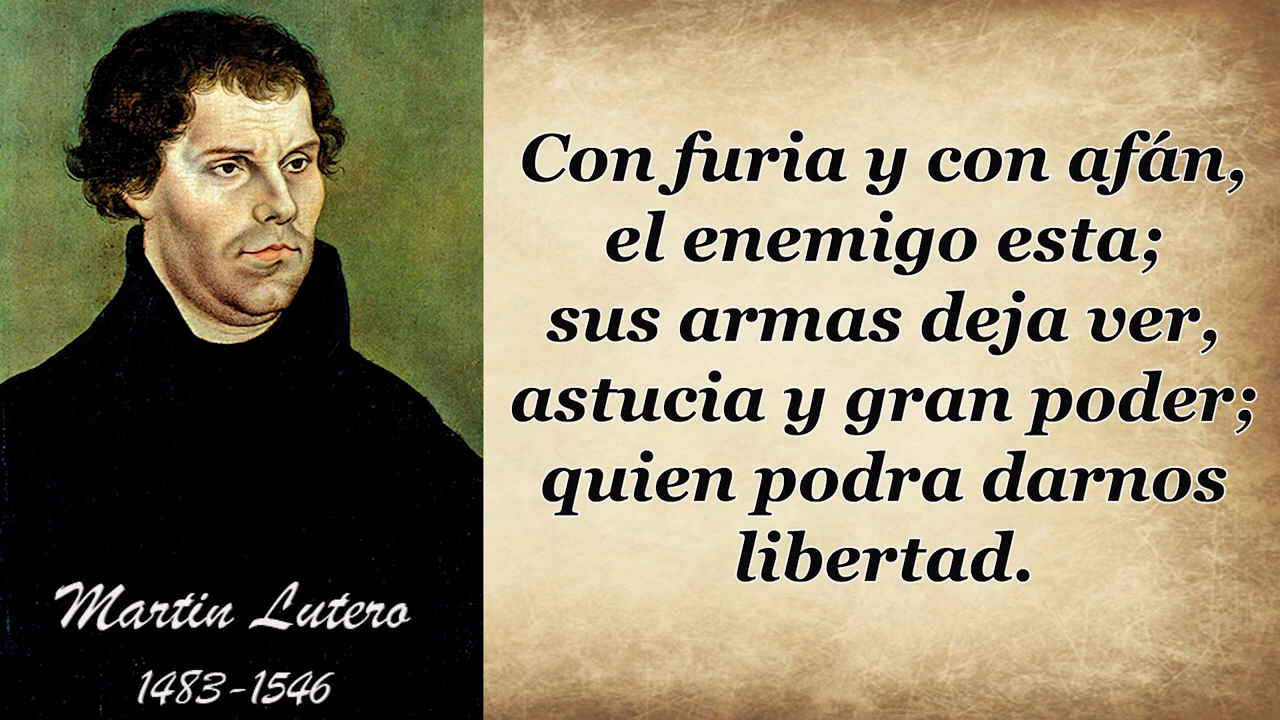 Con furia y con afán,
el enemigo esta;
sus armas deja ver,
astucia y gran poder;
quien podra darnos
libertad.
Martin Lutero
1483-1546